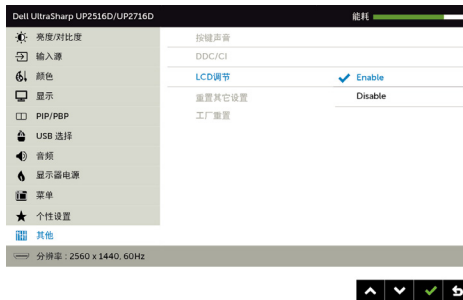 Dell UltraSharp UP2516D/UP2716D
能耗
亮度/对比度
按键声音
输入源
DDC/CI
颜色
LCD调节
Enable
显示
重置其它设置
Disable
PIP/PBP
工厂重置
USB 选择
音频
显示器电源
菜单
个性设置
其他
分辨率 : 2560 x 1440, 60Hz